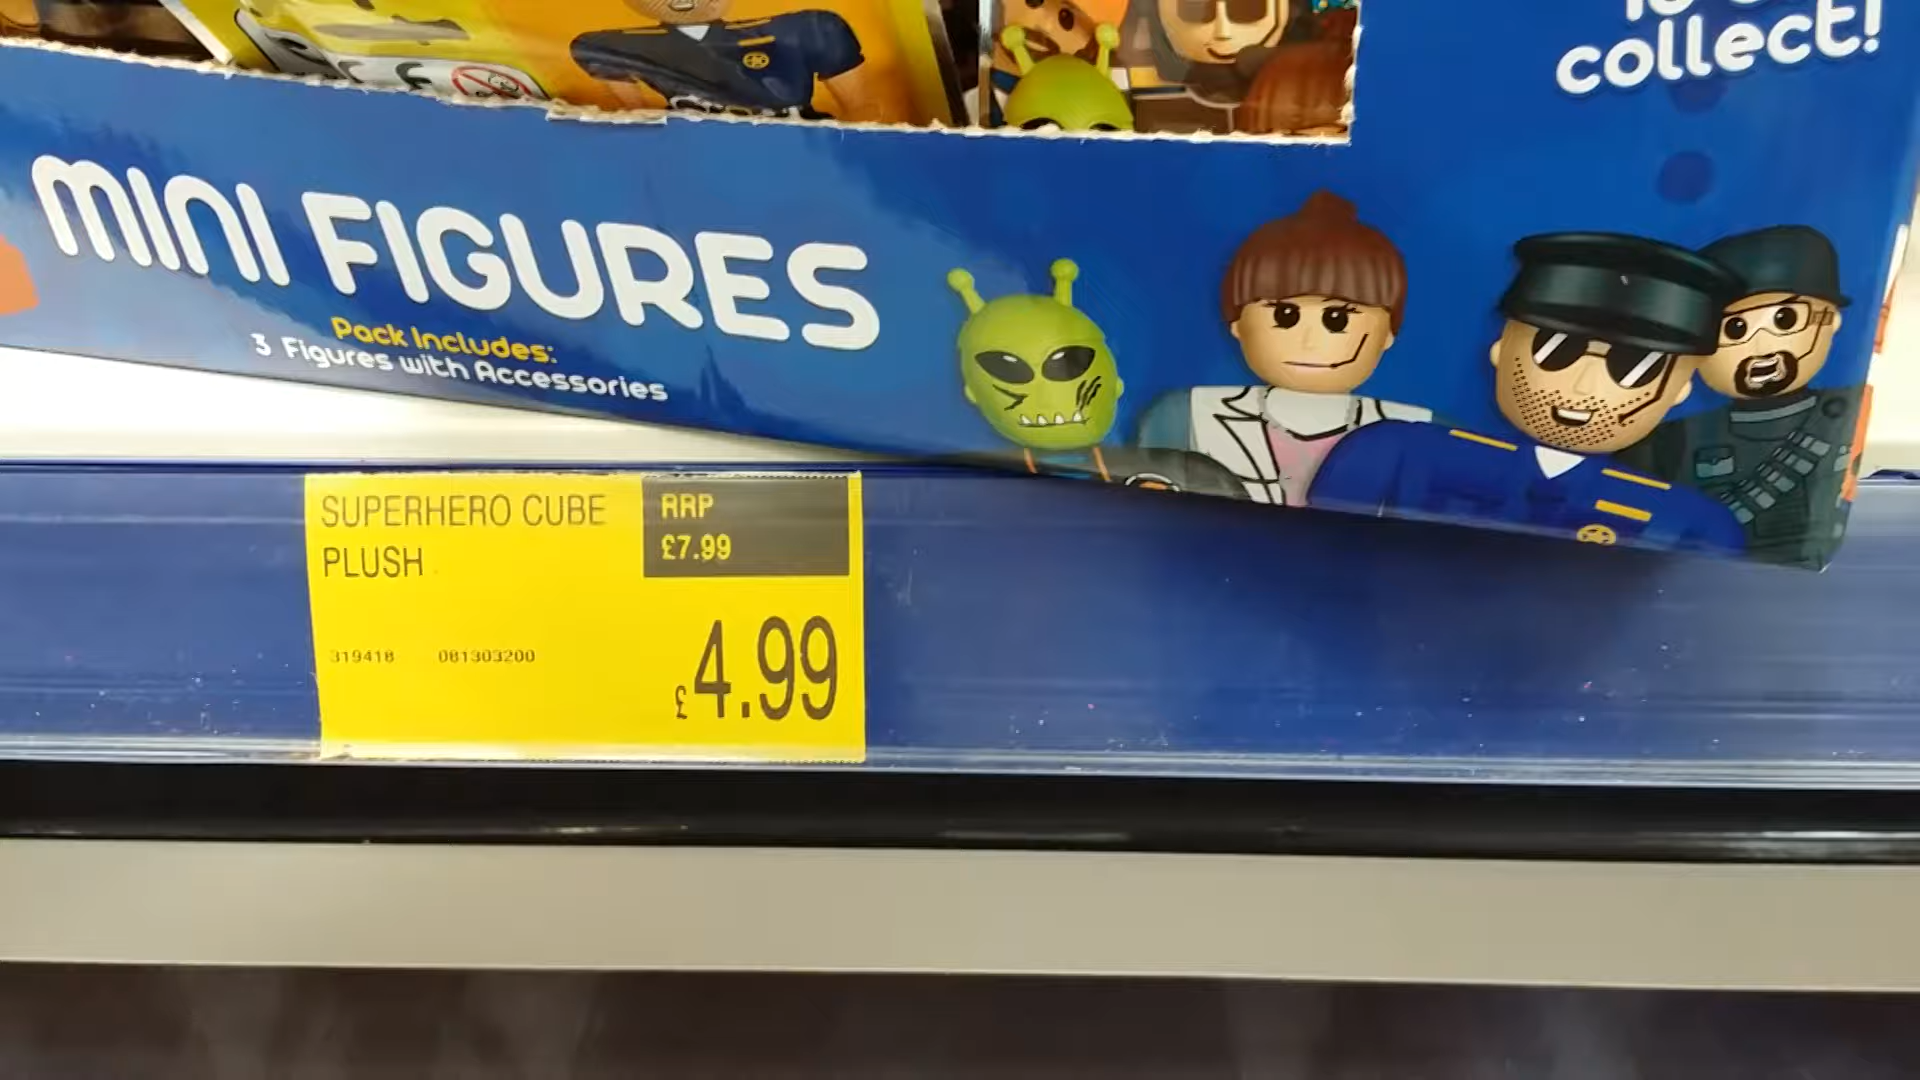 collect!
MINI FIGURES
Pack Includes:
3 Figures with Accessories
SUPERHERO CUBE
PLUSH
RRP
£7.99
319418 081303200
£4.99